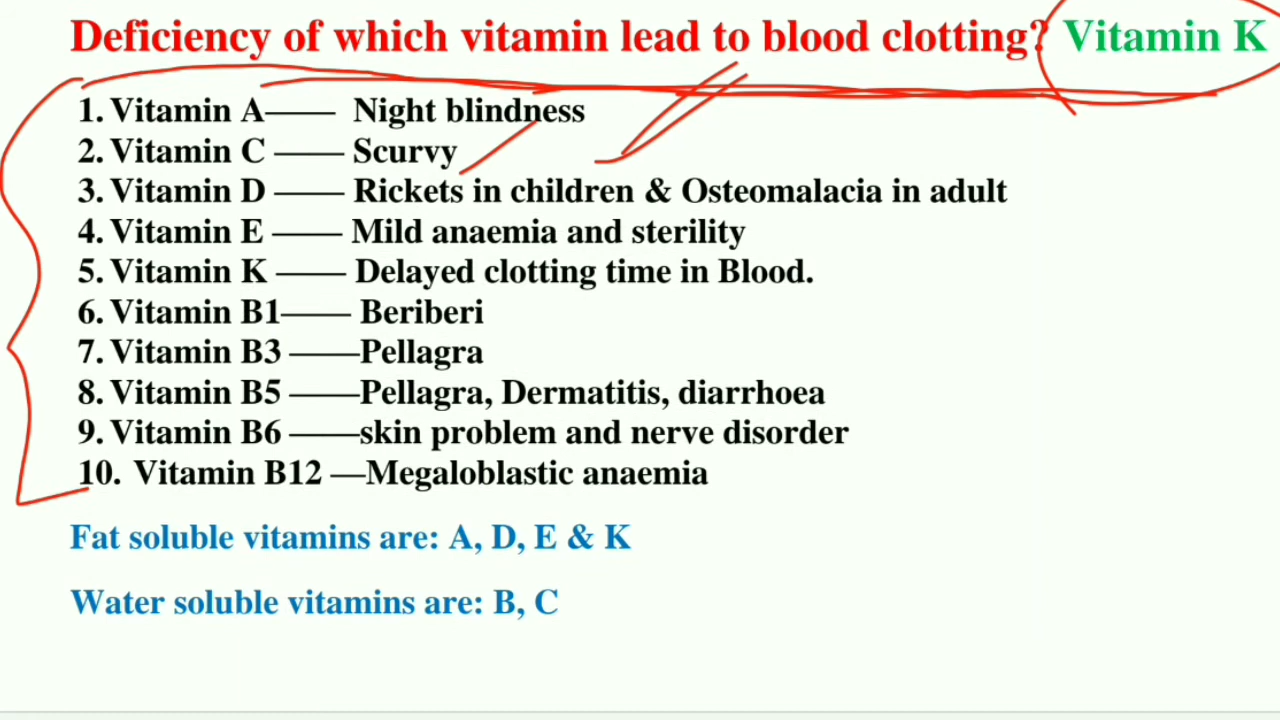 Deficiency of which vitamin lead to blood clotting? Vitamin K
1. Vitamin A—— Night blindness
2. Vitamin C —— Scurvy
3. Vitamin D —— Rickets in children & Osteomalacia in adult
4. Vitamin E —— Mild anaemia and sterility
5. Vitamin K —— Delayed clotting time in Blood.
6. Vitamin B1—— Beriberi
7. Vitamin B3 ——Pellagra
8. Vitamin B5 ——Pellagra, Dermatitis, diarrhoea
9. Vitamin B6 ——skin problem and nerve disorder
10. Vitamin B12 —Megaloblastic anaemia
Fat soluble vitamins are: A, D, E & K
Water soluble vitamins are: B, C